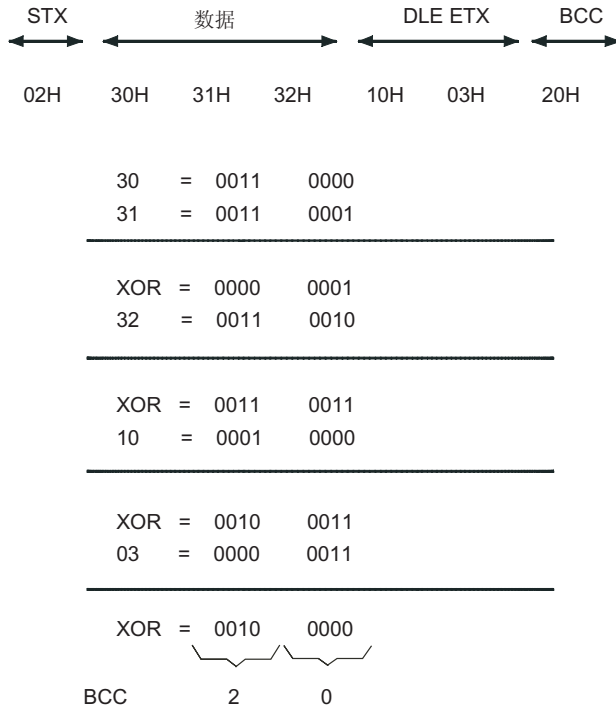 STX 数据 DLE ETX BCC
02H 30H 31H 32H 10H 03H 20H
30 = 0011 0000
31 = 0011 0001
XOR = 0000 0001
32 = 0011 0010
XOR = 0011 0011
10 = 0001 0000
XOR = 0010 0011
03 = 0000 0011
XOR = 0010 0000
BCC 2 0